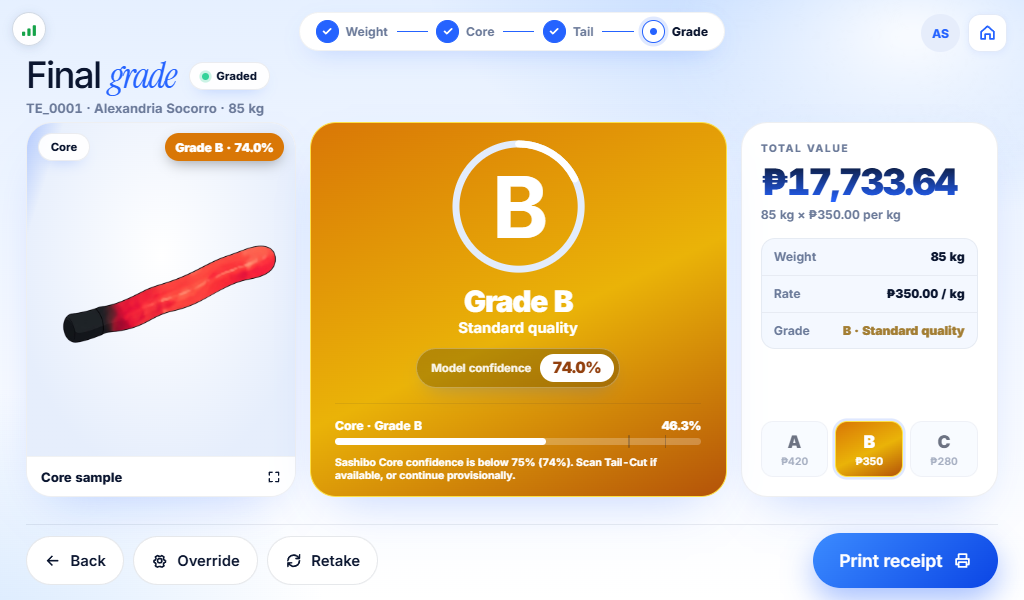 Weight
Core
Tail
Grade
AS
Final grade
Graded
TE_0001 · Alexandria Socorro · 85 kg
Core
Grade B · 74.0%
Core sample
B
Grade B
Standard quality
Model confidence 74.0%
Core · Grade B 46.3%
Sashibo Core confidence is below 75% (74%). Scan Tail-Cut if
available, or continue provisionally.
TOTAL VALUE
₱17,733.64
85 kg × ₱350.00 per kg
Weight 85 kg
Rate ₱350.00 / kg
Grade B · Standard quality
A
₱420
B
₱350
C
₱280
Back
Override
Retake
Print receipt